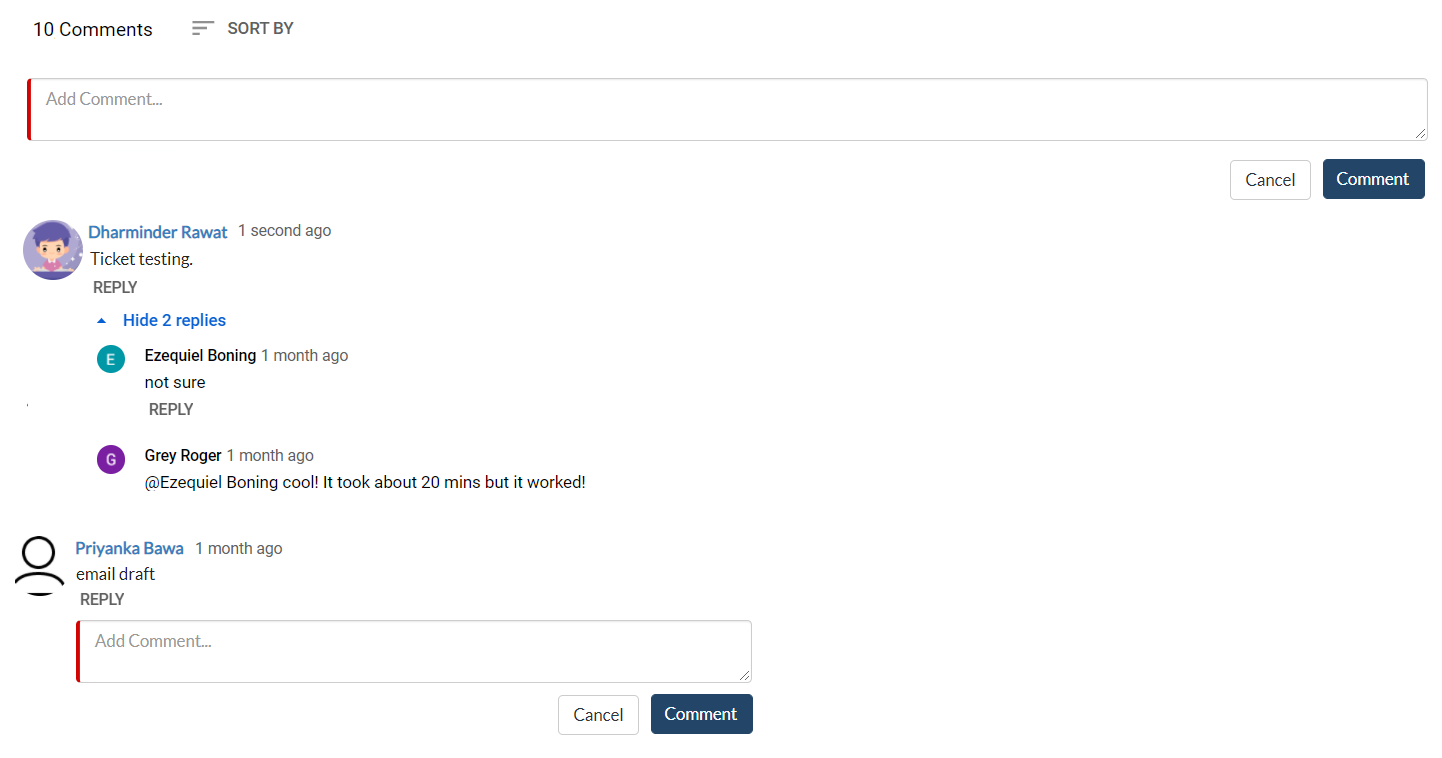 10 Comments SORT BY
Add Comment...
Cancel Comment
Dharminder Rawat 1 second ago
Ticket testing.
REPLY
Hide 2 replies
E Ezequiel Boning 1 month ago
not sure
REPLY
G Grey Roger 1 month ago
@Ezequiel Boning cool! It took about 20 mins but it worked!
Priyanka Bawa 1 month ago
email draft
REPLY
Add Comment...
Cancel Comment